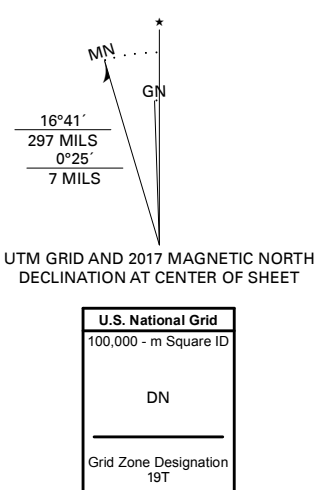 ★
MN
GN
16°41´
297 MILS
0°25´
7 MILS
UTM GRID AND 2017 MAGNETIC NORTH
DECLINATION AT CENTER OF SHEET
U.S. National Grid
100,000 - m Square ID
DN
Grid Zone Designation
19T